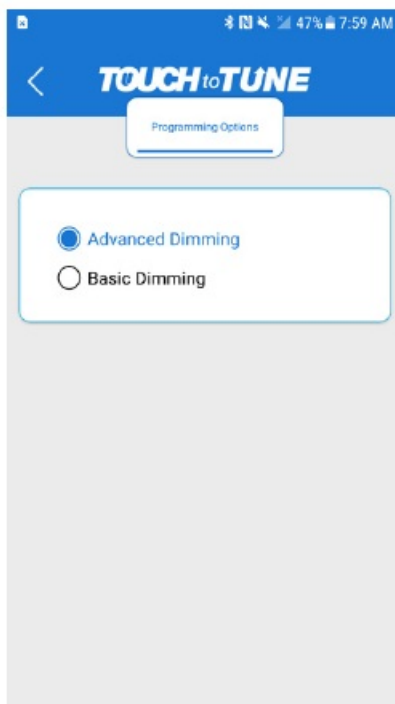 47% 7:59 AM
TOUCH to TUNE
Programming Options
Advanced Dimming
Basic Dimming